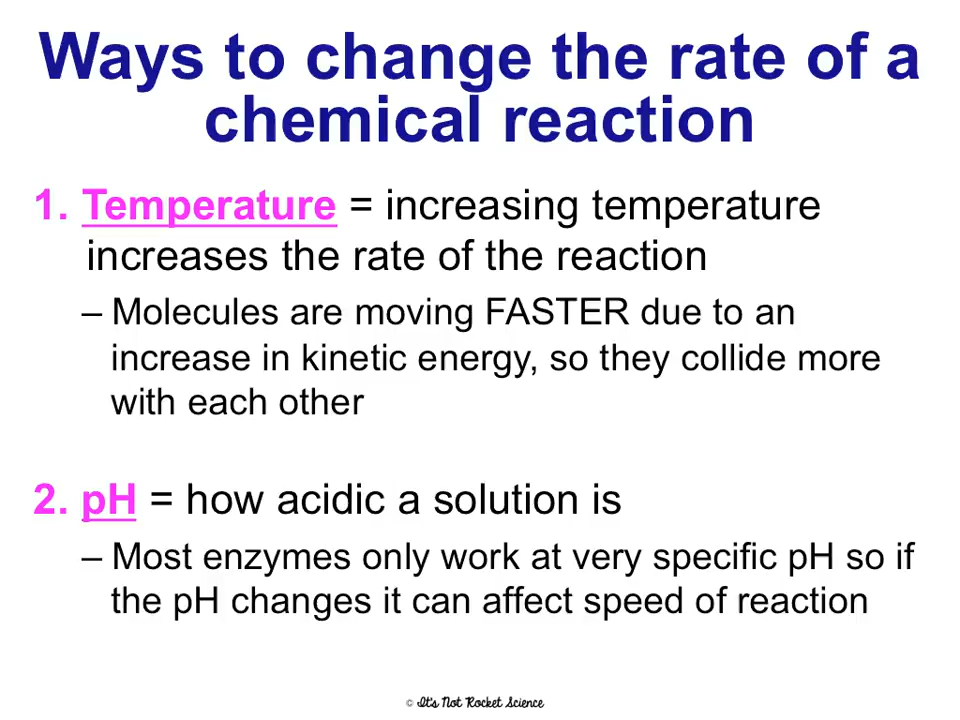 Ways to change the rate of a
chemical reaction
1. Temperature = increasing temperature
increases the rate of the reaction
– Molecules are moving FASTER due to an
increase in kinetic energy, so they collide more
with each other
2. pH = how acidic a solution is
– Most enzymes only work at very specific pH so if
the pH changes it can affect speed of reaction
© It's Not Rocket Science